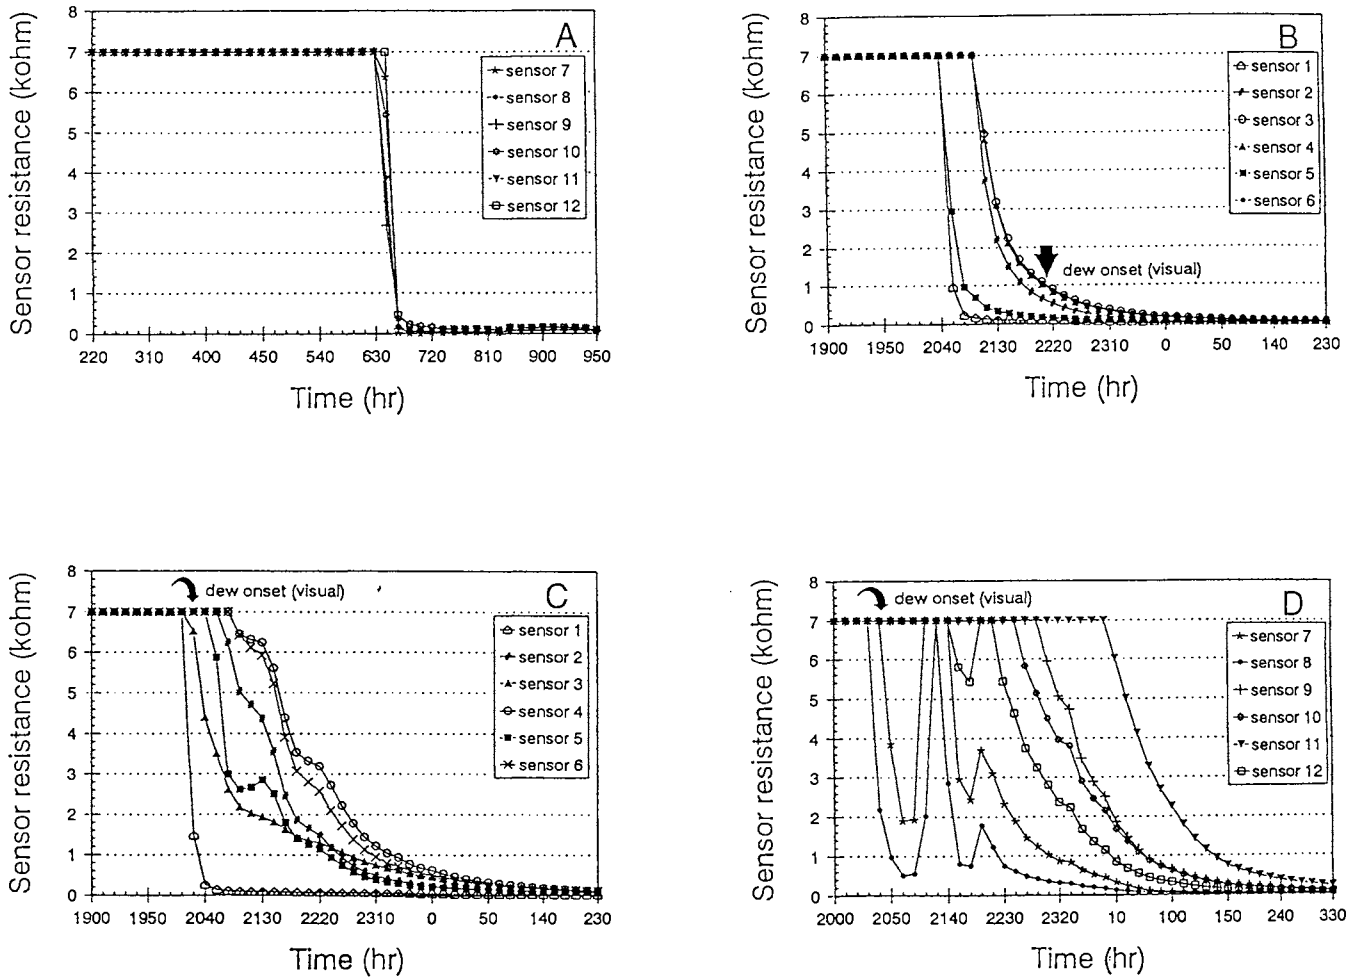 A
Sensor resistance (kohm)
8
7
6
5
4
3
2
1
0
sensor 7
sensor 8
sensor 9
sensor 10
sensor 11
sensor 12
220 310 400 450 540 630 720 810 900 950
Time (hr)
B
Sensor resistance (kohm)
8
7
6
5
4
3
2
1
0
sensor 1
sensor 2
sensor 3
sensor 4
sensor 5
sensor 6
dew onset (visual)
1900 1950 2040 2130 2220 2310 0 50 140 230
Time (hr)
C
Sensor resistance (kohm)
8
7
6
5
4
3
2
1
0
dew onset (visual)
sensor 1
sensor 2
sensor 3
sensor 4
sensor 5
sensor 6
1900 1950 2040 2130 2220 2310 0 50 140 230
Time (hr)
D
Sensor resistance (kohm)
8
7
6
5
4
3
2
1
0
dew onset (visual)
sensor 7
sensor 8
sensor 9
sensor 10
sensor 11
sensor 12
2000 2050 2140 2230 2320 10 100 150 240 330
Time (hr)